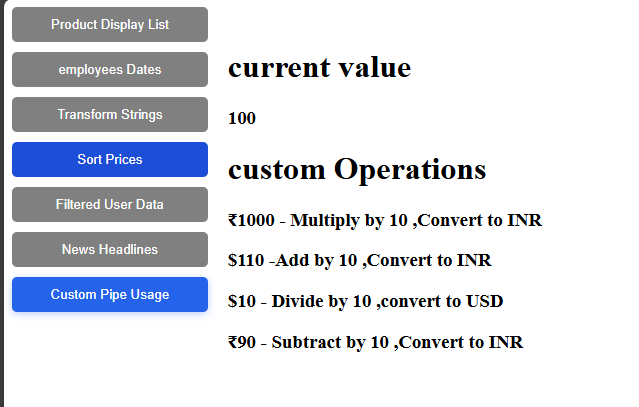 Product Display List
employees Dates
Transform Strings
Sort Prices
Filtered User Data
News Headlines
Custom Pipe Usage
current value
100
custom Operations
₹1000 - Multiply by 10 ,Convert to INR
$110 -Add by 10 ,Convert to INR
$10 - Divide by 10 ,convert to USD
₹90 - Subtract by 10 ,Convert to INR